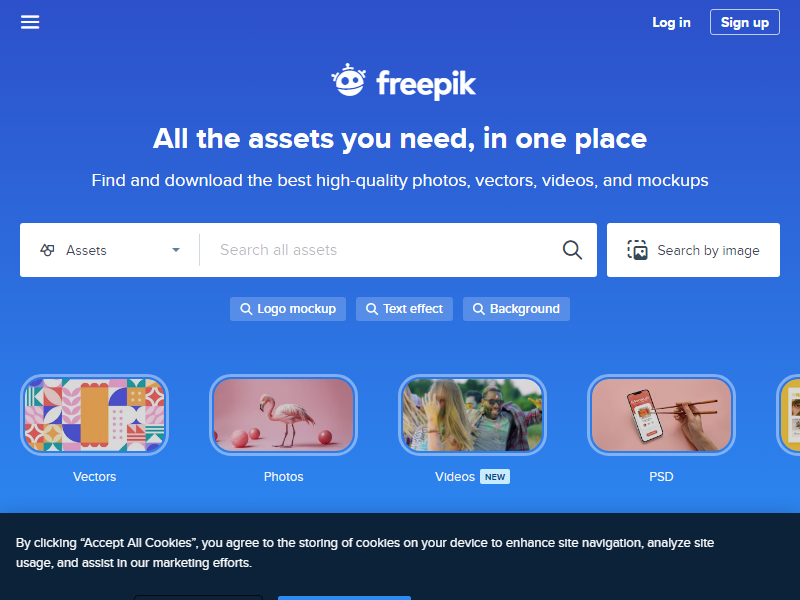 Log in
Sign up
freepik
All the assets you need, in one place
Find and download the best high-quality photos, vectors, videos, and mockups
Assets
Search all assets
Search by image
Logo mockup
Text effect
Background
Vectors
Photos
Videos NEW
PSD
By clicking “Accept All Cookies”, you agree to the storing of cookies on your device to enhance site navigation, analyze site
usage, and assist in our marketing efforts.